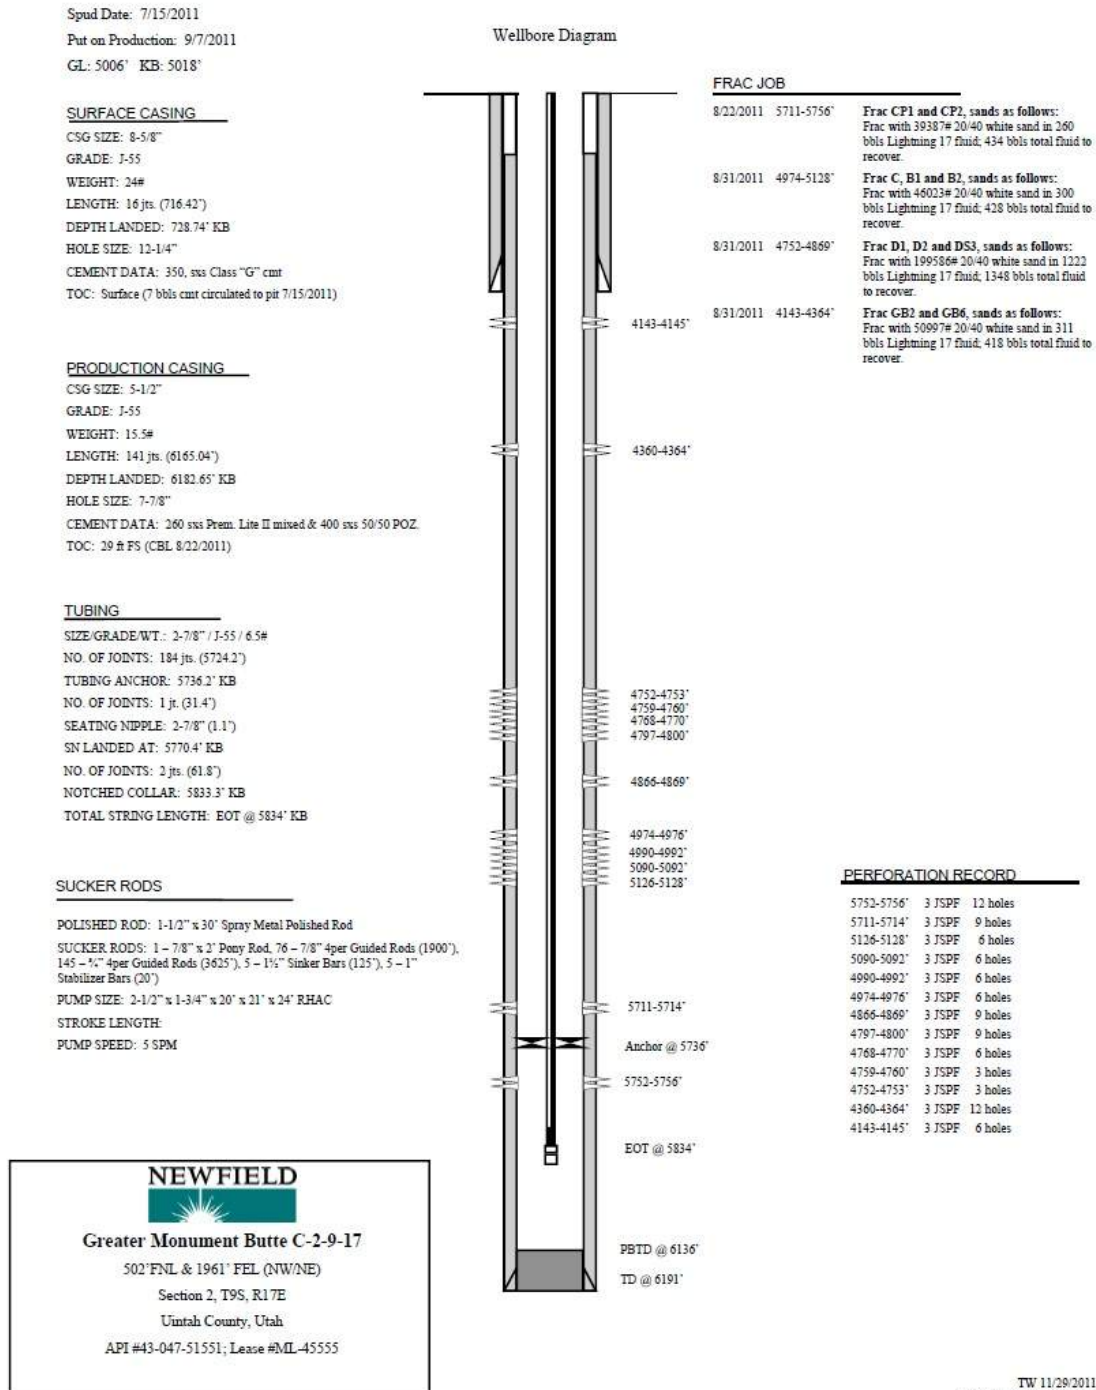 Spud Date: 7/15/2011
Put on Production: 9/7/2011
GL: 5006' KB: 5018'
Wellbore Diagram
SURFACE CASING
CSG SIZE: 8-5/8"
GRADE: J-55
WEIGHT: 24#
LENGTH: 16 jts. (716.42')
DEPTH LANDED: 728.74' KB
HOLE SIZE: 12-1/4"
CEMENT DATA: 350, sxs Class "G" cmt
TOC: Surface (7 bbls cmt circulated to pit 7/15/2011)
PRODUCTION CASING
CSG SIZE: 5-1/2"
GRADE: J-55
WEIGHT: 15.5#
LENGTH: 141 jts. (6165.04')
DEPTH LANDED: 6182.65' KB
HOLE SIZE: 7-7/8"
CEMENT DATA: 260 sxs Prem. Lite II mixed & 400 sxs 50/50 POZ.
TOC: 29 ft FS (CBL 8/22/2011)
TUBING
SIZE/GRADE/WT.: 2-7/8" / J-55 / 6.5#
NO. OF JOINTS: 184 jts. (5724.2')
TUBING ANCHOR: 5736.2' KB
NO. OF JOINTS: 1 jt. (31.4')
SEATING NIPPLE: 2-7/8" (1.1')
SN LANDED AT: 5770.4' KB
NO. OF JOINTS: 2 jts. (61.8')
NOTCHED COLLAR: 5833.3' KB
TOTAL STRING LENGTH: EOT @ 5834' KB
SUCKER RODS
POLISHED ROD: 1-1/2" x 30' Spray Metal Polished Rod
SUCKER RODS: 1 – 7/8" x 2' Pony Rod, 76 – 7/8" 4per Guided Rods (1900'),
145 – ¾" 4per Guided Rods (3625'), 5 – 1½" Sinker Bars (125'), 5 – 1"
Stabilizer Bars (20')
PUMP SIZE: 2-1/2" x 1-3/4" x 20' x 21' x 24' RHAC
STROKE LENGTH:
PUMP SPEED: 5 SPM
4143-4145'
4360-4364'
4752-4753'
4759-4760'
4768-4770'
4797-4800'
4866-4869'
4974-4976'
4990-4992'
5090-5092'
5126-5128'
5711-5714'
Anchor @ 5736'
5752-5756'
EOT @ 5834'
PBTD @ 6136'
TD @ 6191'
FRAC JOB
8/22/2011 5711-5756' Frac CP1 and CP2, sands as follows:
Frac with 39387# 20/40 white sand in 260
bbls Lightning 17 fluid; 434 bbls total fluid to
recover.
8/31/2011 4974-5128' Frac C, B1 and B2, sands as follows:
Frac with 46023# 20/40 white sand in 300
bbls Lightning 17 fluid; 428 bbls total fluid to
recover.
8/31/2011 4752-4869' Frac D1, D2 and DS3, sands as follows:
Frac with 199586# 20/40 white sand in 1222
bbls Lightning 17 fluid; 1348 bbls total fluid
to recover.
8/31/2011 4143-4364' Frac GB2 and GB6, sands as follows:
Frac with 50997# 20/40 white sand in 311
bbls Lightning 17 fluid; 418 bbls total fluid to
recover.
PERFORATION RECORD
5752-5756' 3 JSPF 12 holes
5711-5714' 3 JSPF 9 holes
5126-5128' 3 JSPF 6 holes
5090-5092' 3 JSPF 6 holes
4990-4992' 3 JSPF 6 holes
4974-4976' 3 JSPF 6 holes
4866-4869' 3 JSPF 9 holes
4797-4800' 3 JSPF 9 holes
4768-4770' 3 JSPF 6 holes
4759-4760' 3 JSPF 3 holes
4752-4753' 3 JSPF 3 holes
4360-4364' 3 JSPF 12 holes
4143-4145' 3 JSPF 6 holes
NEWFIELD
Greater Monument Butte C-2-9-17
502'FNL & 1961' FEL (NW/NE)
Section 2, T9S, R17E
Uintah County, Utah
API #43-047-51551; Lease #ML-45555
TW 11/29/2011